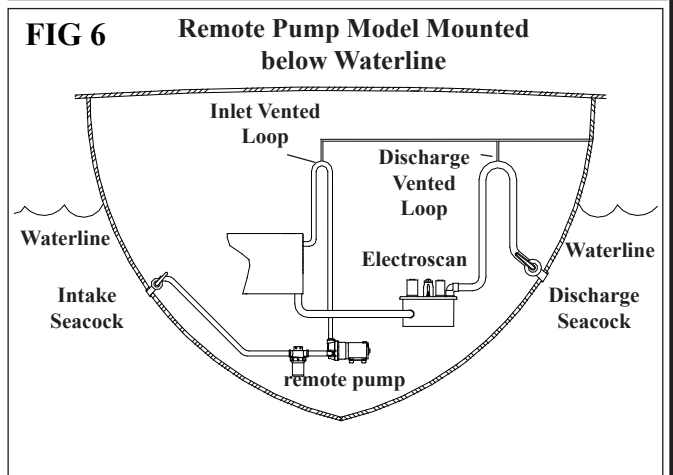 FIG 6
Remote Pump Model Mounted
below Waterline
Inlet Vented
Loop
Discharge
Vented
Loop
Waterline
Electroscan
Waterline
Intake
Seacock
Discharge
Seacock
remote pump